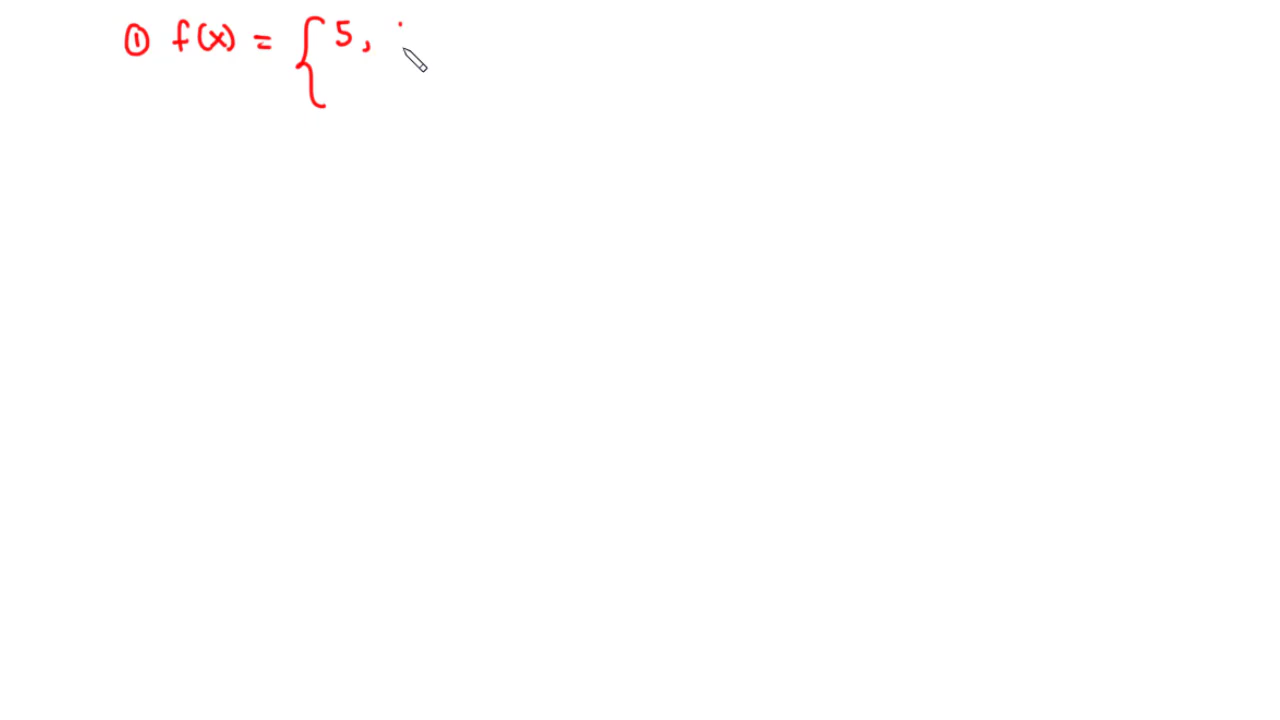 ① f(x) = { 5,